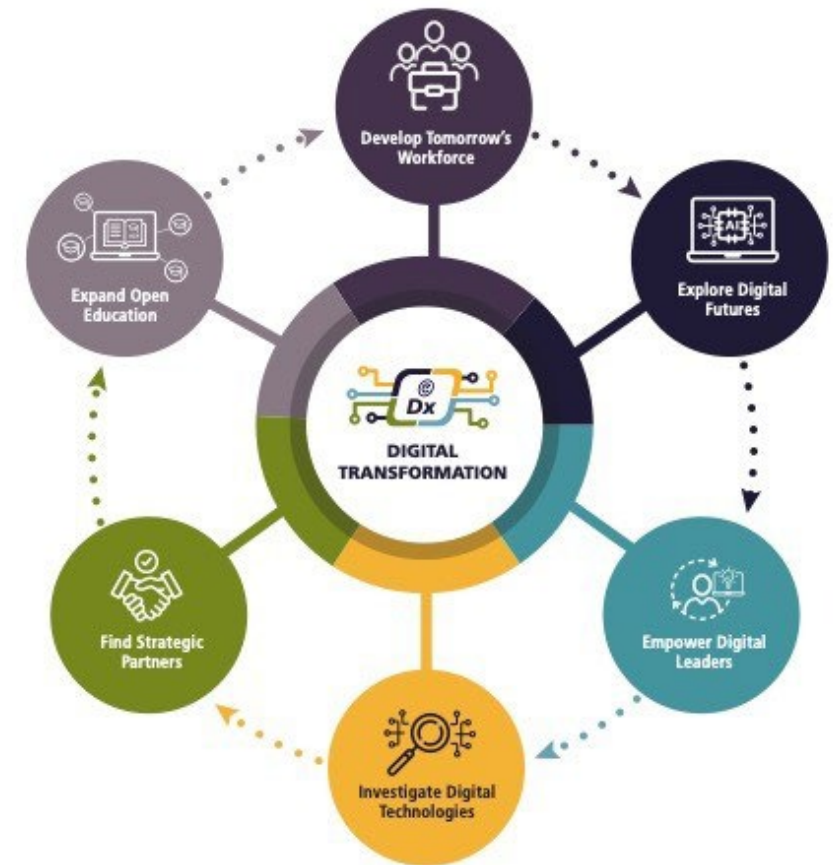 Develop Tomorrow's
Workforce
Explore Digital
Futures
AI
Empower Digital
Leaders
Investigate Digital
Technologies
Find Strategic
Partners
Expand Open
Education
@
Dx
DIGITAL
TRANSFORMATION